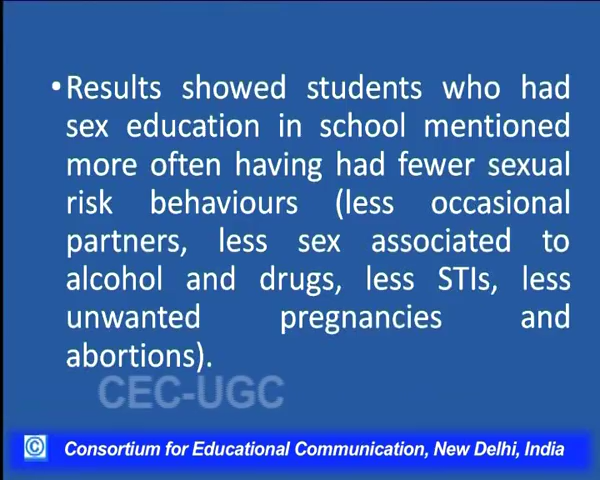 •Results showed students who had
sex education in school mentioned
more often having had fewer sexual
risk behaviours (less occasional
partners, less sex associated to
alcohol and drugs, less STIs, less
unwanted pregnancies and
abortions).
CEC-UGC
© Consortium for Educational Communication, New Delhi, India